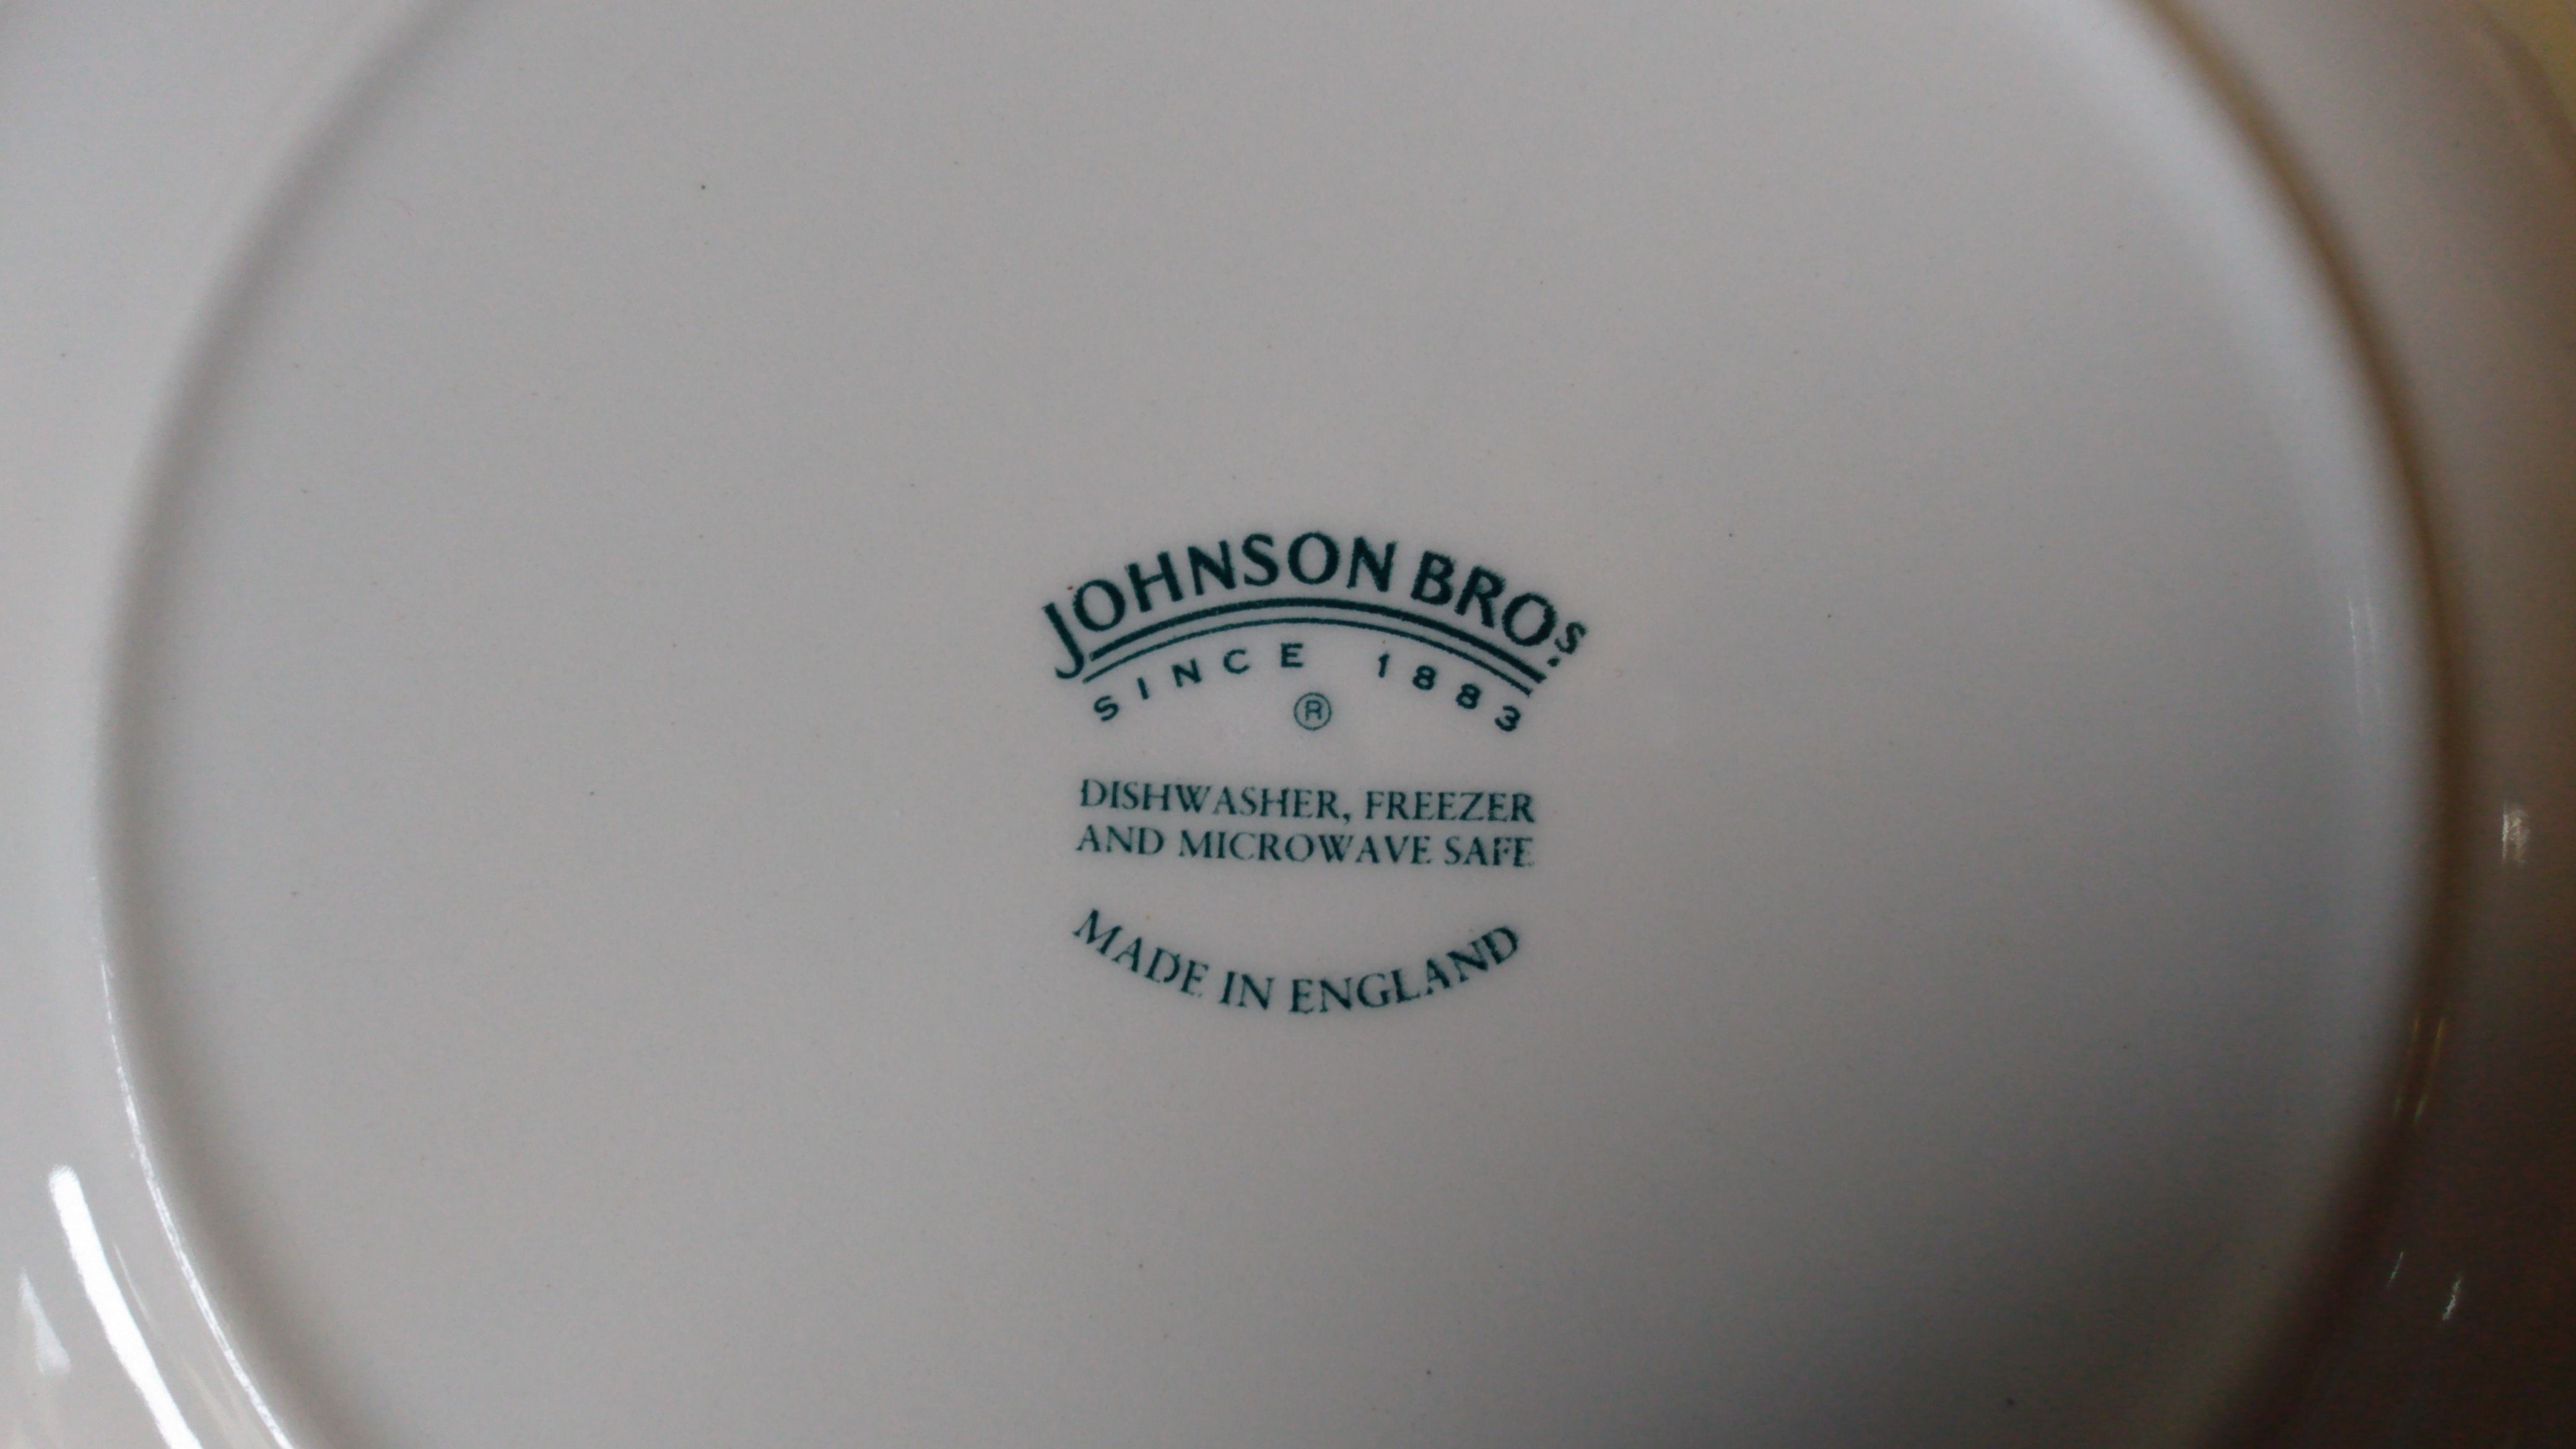 JOHNSON BROS.
SINCE 1883
®
DISHWASHER, FREEZER
AND MICROWAVE SAFE
MADE IN ENGLAND